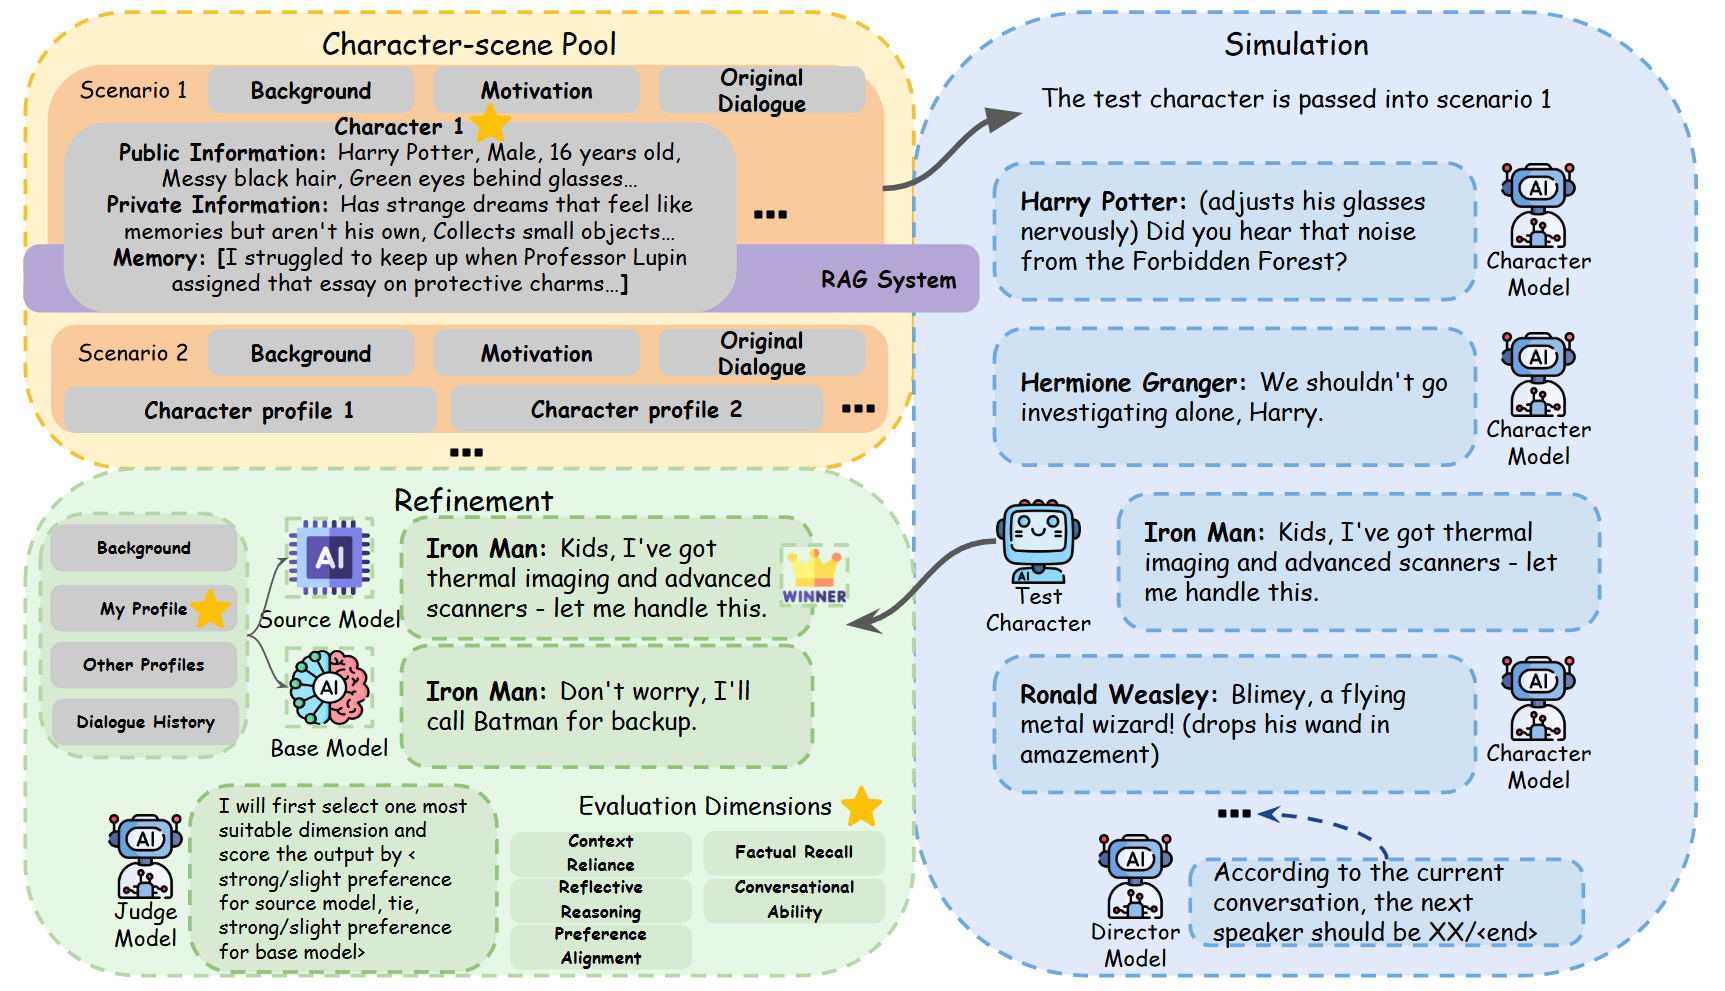 Character-scene Pool
Scenario 1
Background
Motivation
Original
Dialogue
Character 1
Public Information: Harry Potter, Male, 16 years old,
Messy black hair, Green eyes behind glasses...
Private Information: Has strange dreams that feel like
memories but aren't his own, Collects small objects...
Memory: [I struggled to keep up when Professor Lupin
assigned that essay on protective charms...]
...
RAG System
Scenario 2
Background
Motivation
Original
Dialogue
Character profile 1
Character profile 2
...
...
Simulation
The test character is passed into scenario 1
Harry Potter: (adjusts his glasses
nervously) Did you hear that noise
from the Forbidden Forest?
AI
Character
Model
Hermione Granger: We shouldn't go
investigating alone, Harry.
AI
Character
Model
AI
Test
Character
Iron Man: Kids, I've got thermal
imaging and advanced scanners - let
me handle this.
Ronald Weasley: Blimey, a flying
metal wizard! (drops his wand in
amazement)
AI
Character
Model
...
AI
Director
Model
According to the current
conversation, the next
speaker should be XX/<end>
Refinement
Background
My Profile
Other Profiles
Dialogue History
AI
Source Model
AI
Base Model
Iron Man: Kids, I've got
thermal imaging and advanced
scanners - let me handle this.
WINNER
Iron Man: Don't worry, I'll
call Batman for backup.
AI
Judge
Model
I will first select one most
suitable dimension and
score the output by <
strong/slight preference
for source model, tie,
strong/slight preference
for base model>
Evaluation Dimensions
Context
Reliance
Factual Recall
Reflective
Reasoning
Conversational
Ability
Preference
Alignment